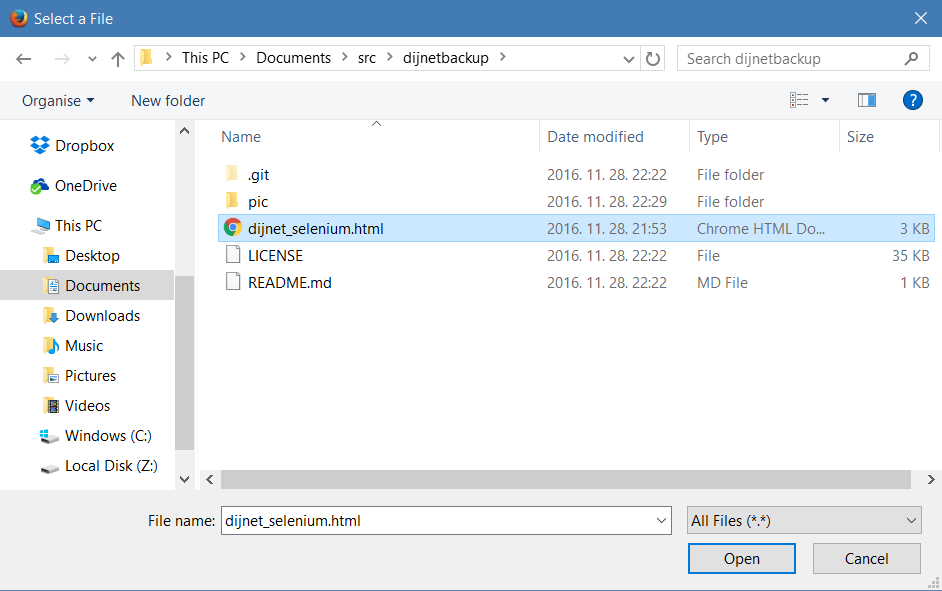 Select a File
This PC Documents src dijnetbackup Search dijnetbackup
Organise New folder ?
Name Date modified Type Size
Dropbox
OneDrive
This PC
Desktop
Documents
Downloads
Music
Pictures
Videos
Windows (C:)
Local Disk (Z:)
.git 2016. 11. 28. 22:22 File folder
pic 2016. 11. 28. 22:29 File folder
dijnet_selenium.html 2016. 11. 28. 21:53 Chrome HTML Do... 3 KB
LICENSE 2016. 11. 28. 22:22 File 35 KB
README.md 2016. 11. 28. 22:22 MD File 1 KB
File name: dijnet_selenium.html All Files (*.*)
Open Cancel